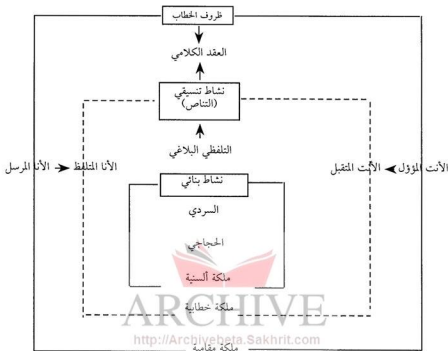 ظروف الخطاب
العقد الكلامي
نشاط تنسيقي
(التناص)
التلفظي البلاغي
الأنت المؤول
الأنت المتقبل
الأنا المتلفظ
الأنا المرسل
نشاط بنائي
السردي
الحجاجي
ملكة ألسنية
ARCHIVE
ملكة خطابية
http://Archivebeta.Sakhrit.com
ملكة مقامية